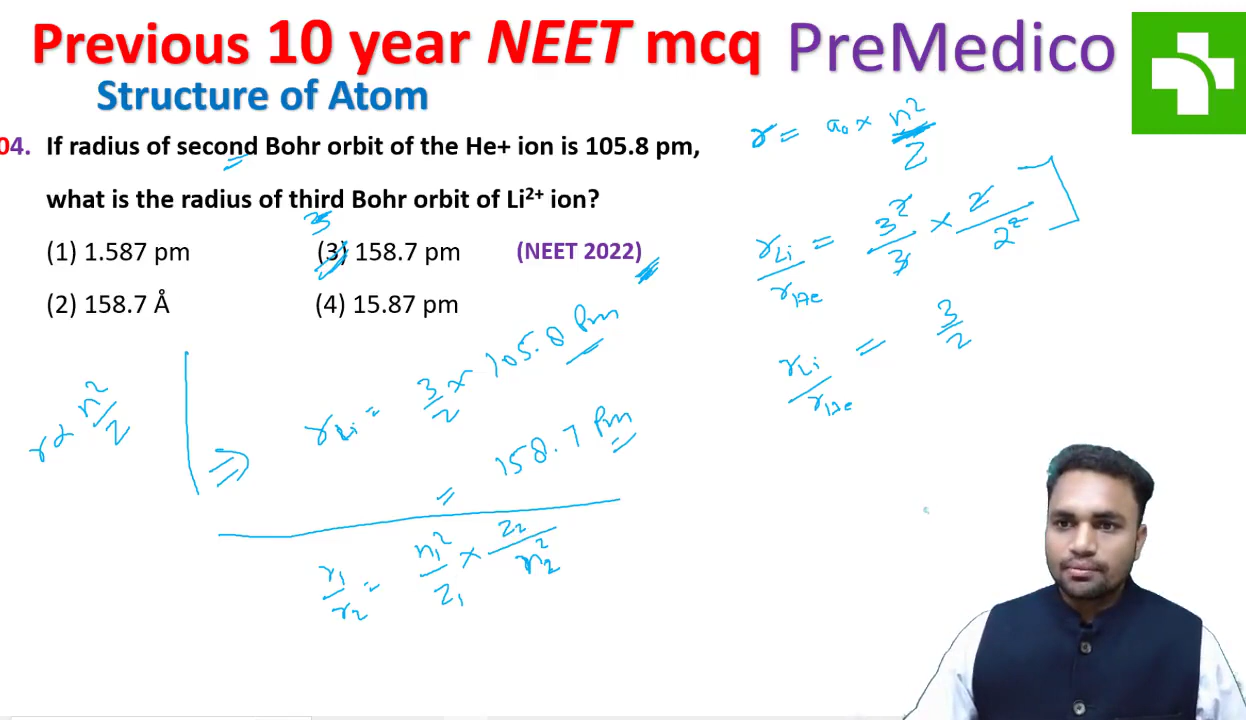 Previous 10 year NEET mcq PreMedico
Structure of Atom
04. If radius of second Bohr orbit of the He+ ion is 105.8 pm,
what is the radius of third Bohr orbit of Li²⁺ ion?
(1) 1.587 pm (3) 158.7 pm (NEET 2022)
(2) 158.7 Å (4) 15.87 pm
r = a₀ × n²/Z
rLi/rHe = 3²/3 × 2/2²
rLi/rHe = 3/2
r ∝ n²/Z
⇒ rLi = 3/2 × 105.8 Pm
= 158.7 Pm
r₁/r₂ = n₁²/Z₁ × Z₂/n₂²